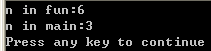 n in fun:6
n in main:3
Press any key to continue